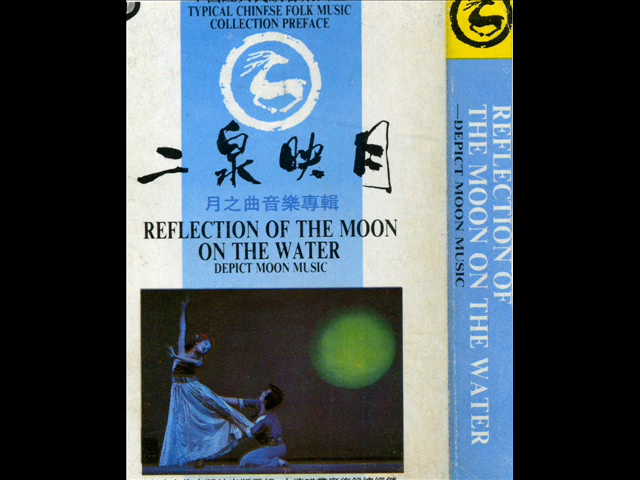 TYPICAL CHINESE FOLK MUSIC
COLLECTION PREFACE
二泉映月
月之曲音樂專輯
REFLECTION OF THE MOON
ON THE WATER
DEPICT MOON MUSIC
REFLECTION OF
THE MOON ON THE WATER
—DEPICT MOON MUSIC